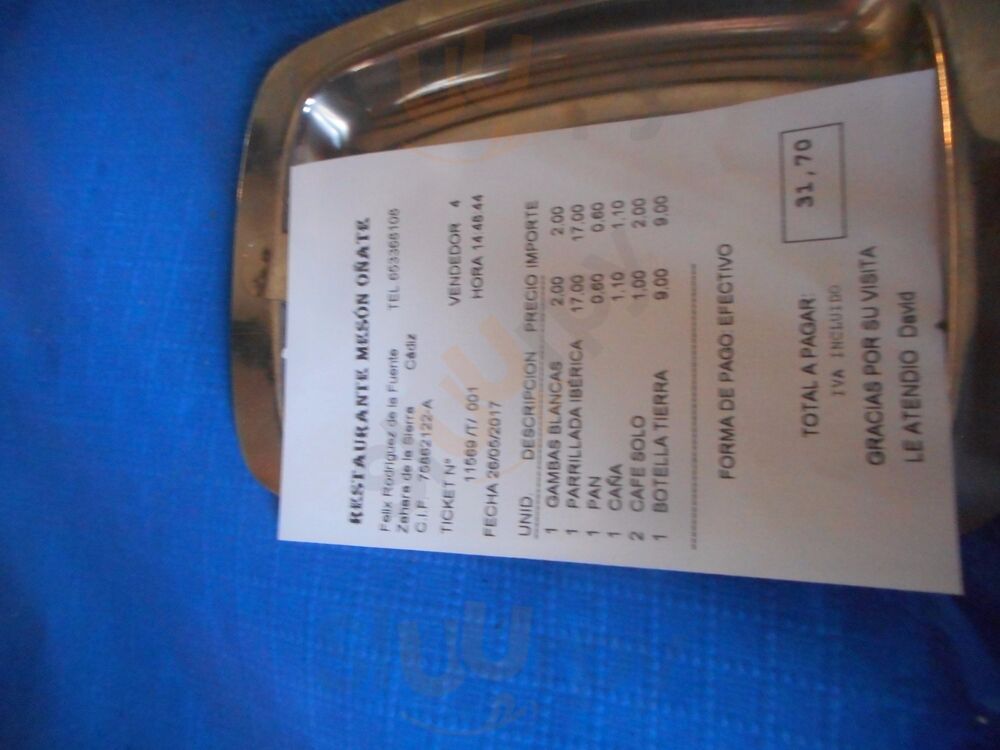 RESTAURANTE MESÓN OÑATE
Felix Rodriguez de la Fuente
Zahara de la Sierra Cádiz TEL 653368106
C.I.F. 75862122-A
TICKET Nº VENDEDOR 4
11569 /T/ 001
FECHA 26/05/2017 HORA 14:48:44
UNID. DESCRIPCION PRECIO IMPORTE
1 GAMBAS BLANCAS 2.00 2.00
1 PARRILLADA IBÉRICA 17.00 17.00
1 PAN 0.60 0.60
1 CAÑA 1.10 1.10
2 CAFE SOLO 1.00 2.00
1 BOTELLA TIERRA 9.00 9.00
FORMA DE PAGO: EFECTIVO
TOTAL A PAGAR: 31,70
IVA INCLUIDO
GRACIAS POR SU VISITA
LE ATENDIO David